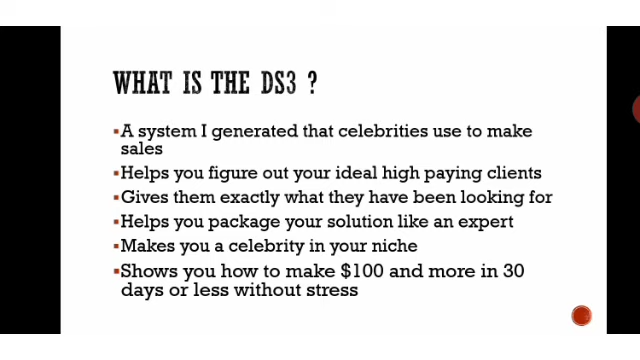 WHAT IS THE DS3 ?
▪A system I generated that celebrities use to make
sales
▪Helps you figure out your ideal high paying clients
▪Gives them exactly what they have been looking for
▪Helps you package your solution like an expert
▪Makes you a celebrity in your niche
▪Shows you how to make $100 and more in 30
days or less without stress